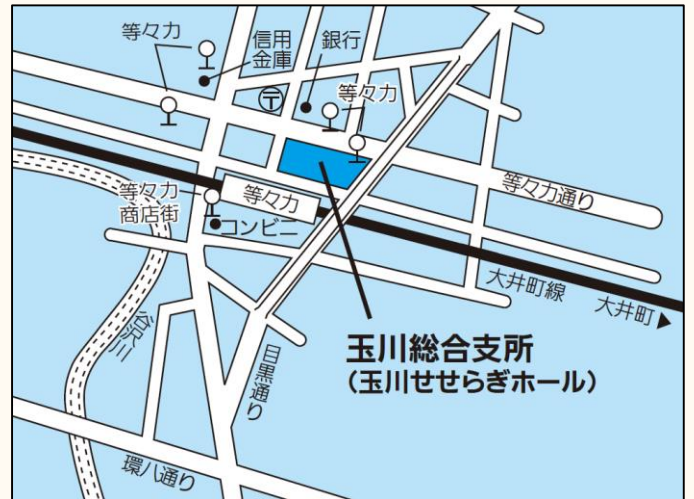 等々力
信用
金庫
銀行
〒
等々力
等々力通り
等々力
商店街
等々力
コンビニ
大井町線
大井町▶
谷沢川
目黒通り
玉川総合支所
（玉川せせらぎホール）
環八通り